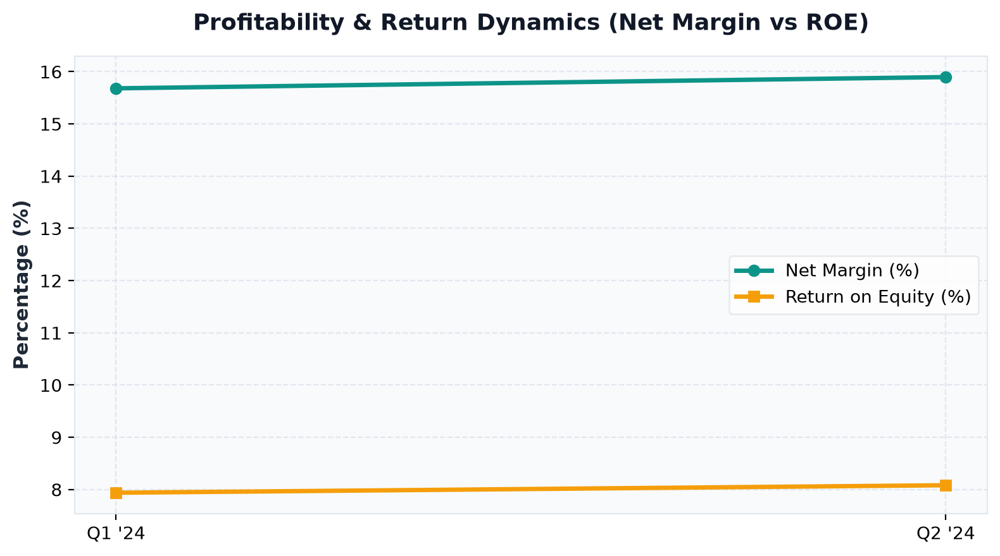 Profitability & Return Dynamics (Net Margin vs ROE)
Percentage (%)
16
15
14
13
12
11
10
9
8
Net Margin (%)
Return on Equity (%)
Q1 '24
Q2 '24